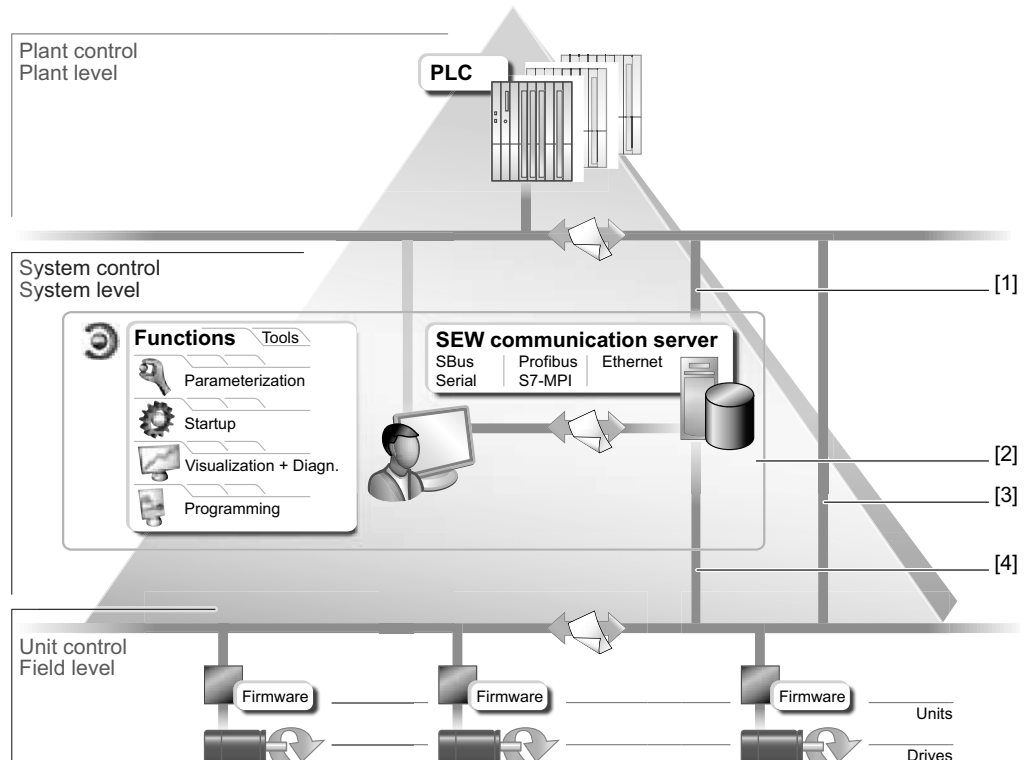 Plant control
Plant level
PLC
System control
System level
[1]
Functions
Tools
Parameterization
Startup
Visualization + Diagn.
Programming
SEW communication server
SBus
Profibus
Ethernet
Serial
S7-MPI
[2]
[3]
[4]
Unit control
Field level
Firmware
Firmware
Firmware
Units
Drives